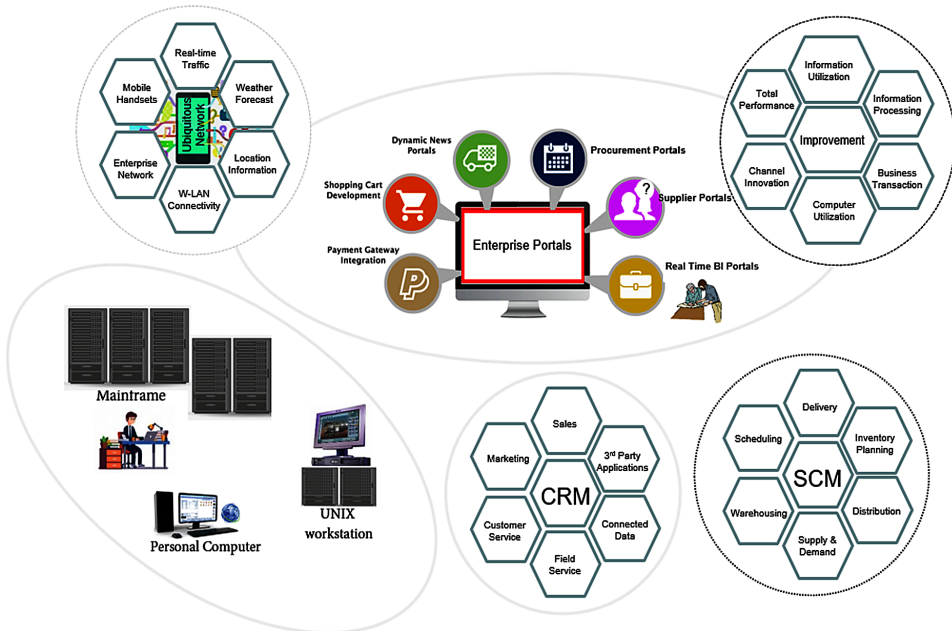 Real-time
Traffic
Mobile
Handsets
Weather
Forecast
Ubiquitous
Network
Enterprise
Network
Location
Information
W-LAN
Connectivity
Dynamic News
Portals
Procurement Portals
Shopping Cart
Development
Supplier Portals
Enterprise Portals
Payment Gateway
Integration
Real Time BI Portals
Information
Utilization
Total
Performance
Information
Processing
Improvement
Channel
Innovation
Business
Transaction
Computer
Utilization
Mainframe
UNIX
workstation
Personal Computer
Sales
Marketing
3rd Party
Applications
CRM
Customer
Service
Connected
Data
Field
Service
Delivery
Scheduling
Inventory
Planning
SCM
Warehousing
Distribution
Supply &
Demand